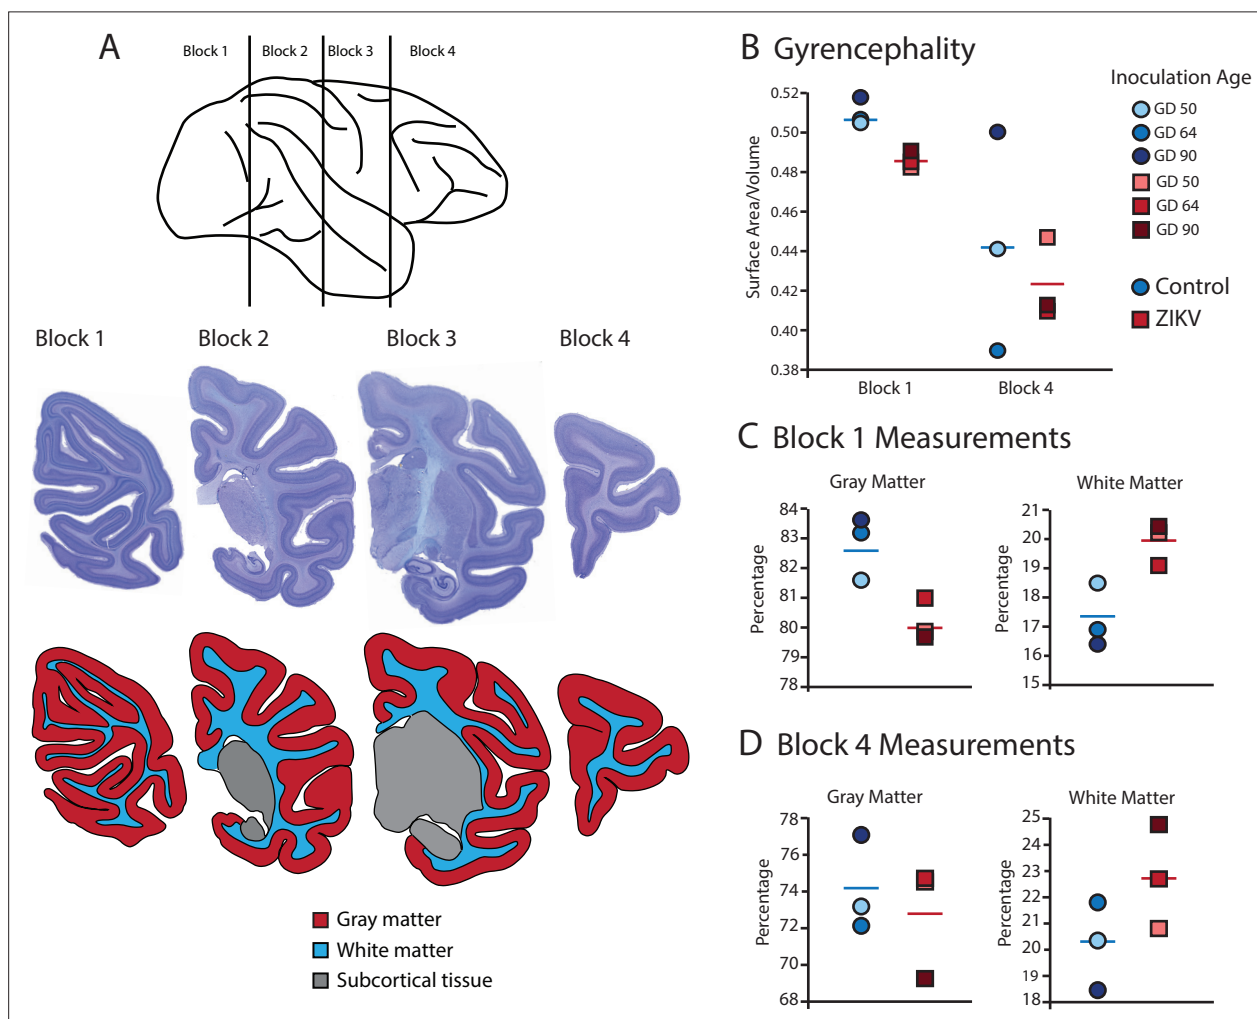 A
Block 1
Block 2
Block 3
Block 4
Block 1
Block 2
Block 3
Block 4
Gray matter
White matter
Subcortical tissue
B Gyrencephality
Surface Area/Volume
0.52
0.50
0.48
0.46
0.44
0.42
0.40
0.38
Block 1
Block 4
Inoculation Age
GD 50
GD 64
GD 90
GD 50
GD 64
GD 90
Control
ZIKV
C Block 1 Measurements
Gray Matter
Percentage
84
83
82
81
80
79
78
White Matter
Percentage
21
20
19
18
17
16
15
D Block 4 Measurements
Gray Matter
Percentage
78
76
74
72
70
68
White Matter
Percentage
25
24
23
22
21
20
19
18